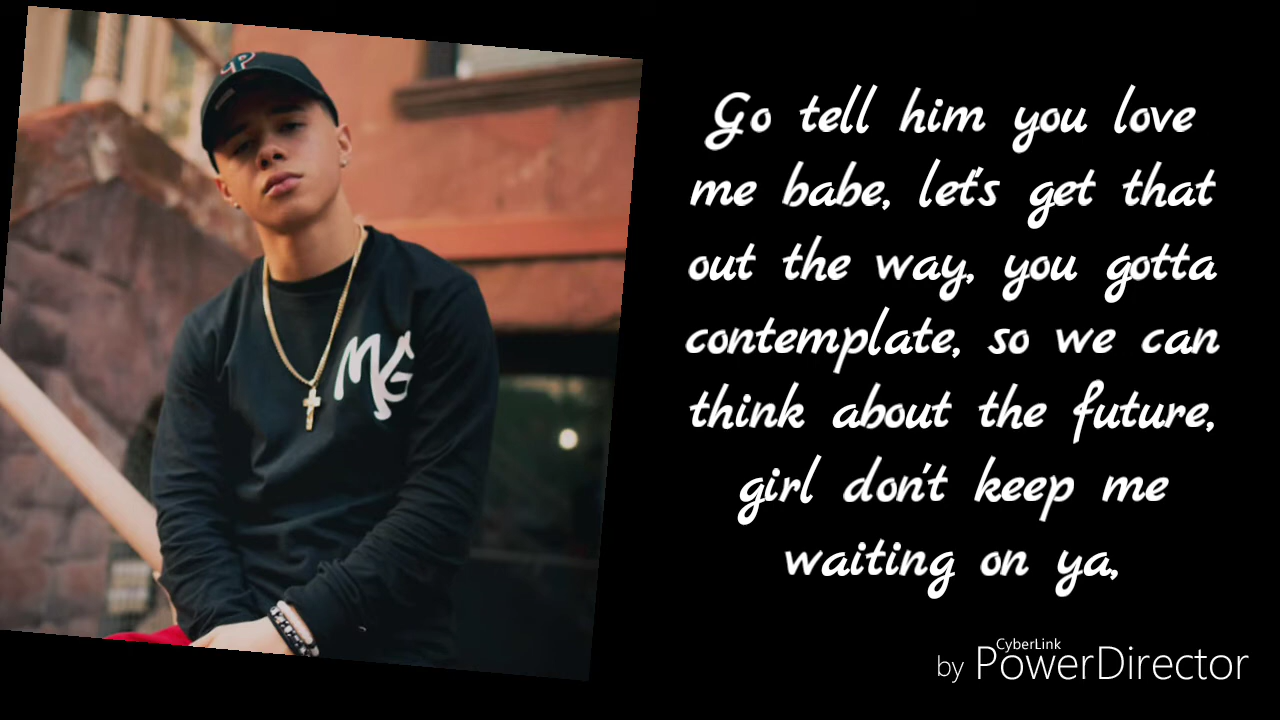 P
MG
Go tell him you love
me babe, let's get that
out the way, you gotta
contemplate, so we can
think about the future,
girl don't keep me
waiting on ya,
by CyberLink PowerDirector